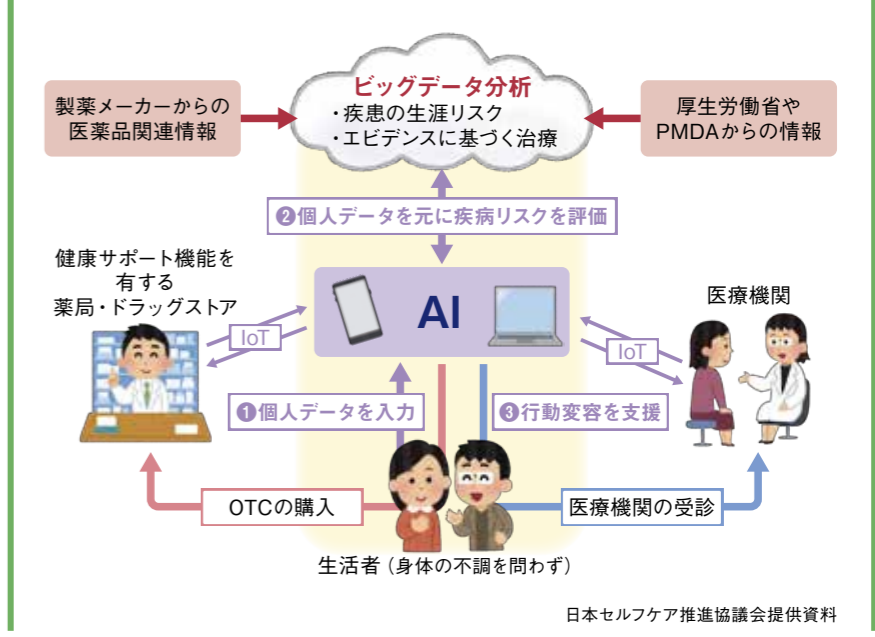 ビッグデータ分析
・疾患の生涯リスク
・エビデンスに基づく治療
製薬メーカーからの
医薬品関連情報
厚生労働省や
PMDAからの情報
❷個人データを元に疾病リスクを評価
健康サポート機能を
有する
薬局・ドラッグストア
AI
医療機関
IoT
IoT
❶個人データを入力
❸行動変容を支援
OTCの購入
医療機関の受診
生活者（身体の不調を問わず）
日本セルフケア推進協議会提供資料